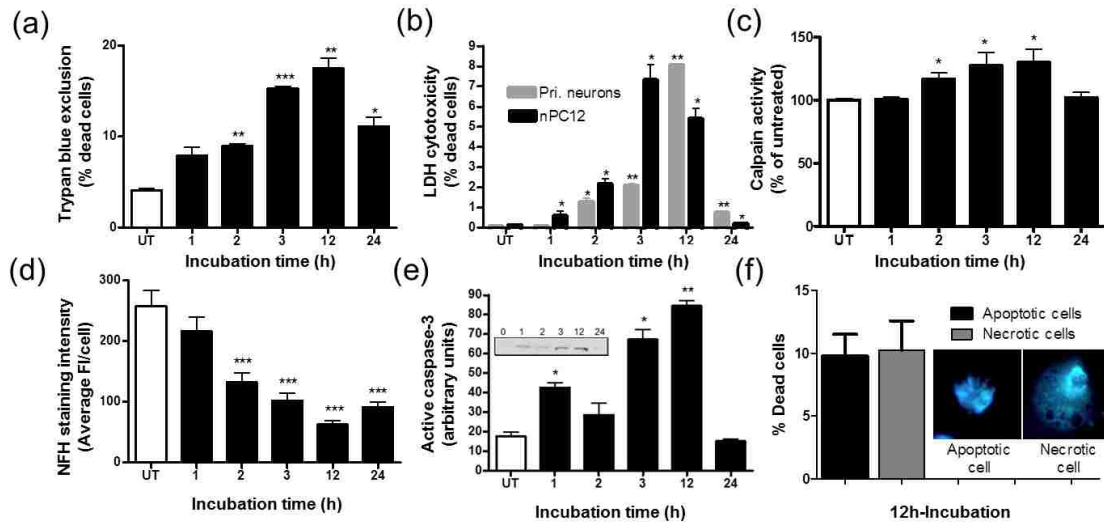 (a)
Trypan blue exclusion
(% dead cells)
20
10
0
UT 1 2 3 12 24
** *** ** *
Incubation time (h)
(b)
LDH cytotoxicity
(% dead cells)
9
8
7
6
5
4
3
2
1
0
Pri. neurons
nPC12
* * * ** * ** * ** *
UT 1 2 3 12 24
Incubation time (h)
(c)
Calpain activity
(% of untreated)
150
100
50
0
* * *
UT 1 2 3 12 24
Incubation time (h)
(d)
NFH staining intensity
(Average FI/cell)
300
200
100
0
*** *** *** ***
UT 1 2 3 12 24
Incubation time (h)
(e)
Active caspase-3
(arbitrary units)
90
80
70
60
50
40
30
20
10
0
0 1 2 3 12 24
* * **
UT 1 2 3 12 24
Incubation time (h)
(f)
% Dead cells
15
10
5
0
Apoptotic cells
Necrotic cells
Apoptotic
cell
Necrotic
cell
12h-Incubation